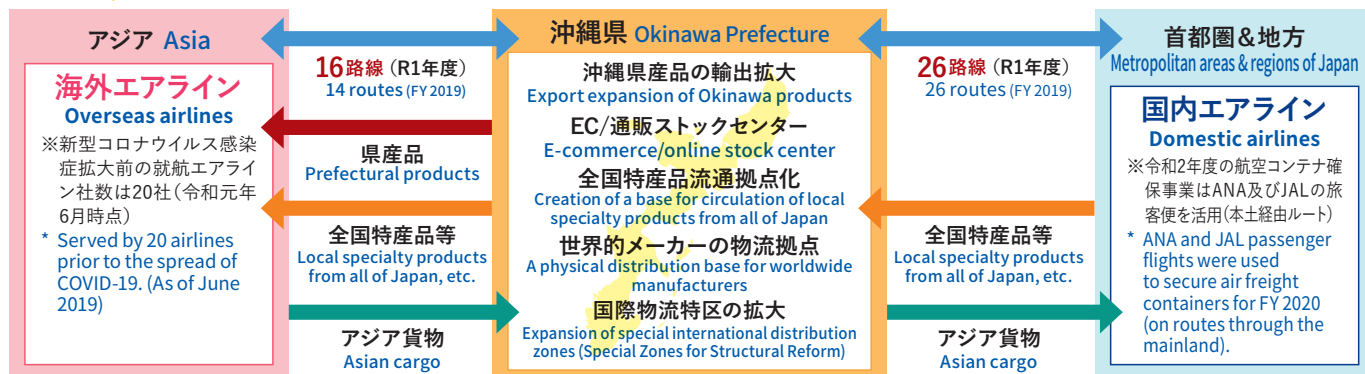 アジア Asia
海外エアライン
Overseas airlines
※新型コロナウイルス感染
症拡大前の就航エアライ
ン社数は20社(令和元年
6月時点)
* Served by 20 airlines
prior to the spread of
COVID-19. (As of June
2019)
16路線(R1年度)
14 routes (FY 2019)
県産品
Prefectural products
全国特産品等
Local specialty products
from all of Japan, etc.
アジア貨物
Asian cargo
沖縄県 Okinawa Prefecture
沖縄県産品の輸出拡大
Export expansion of Okinawa products
EC/通販ストックセンター
E-commerce/online stock center
全国特産品流通拠点化
Creation of a base for circulation of local
specialty products from all of Japan
世界的メーカーの物流拠点
A physical distribution base for worldwide
manufacturers
国際物流特区の拡大
Expansion of special international distribution
zones (Special Zones for Structural Reform)
26路線(R1年度)
26 routes (FY 2019)
全国特産品等
Local specialty products
from all of Japan, etc.
アジア貨物
Asian cargo
首都圏&地方
Metropolitan areas & regions of Japan
国内エアライン
Domestic airlines
※令和2年度の航空コンテナ確
保事業はANA及びJALの旅
客便を活用(本土経由ルート)
* ANA and JAL passenger
flights were used
to secure air freight
containers for FY 2020
(on routes through the
mainland).